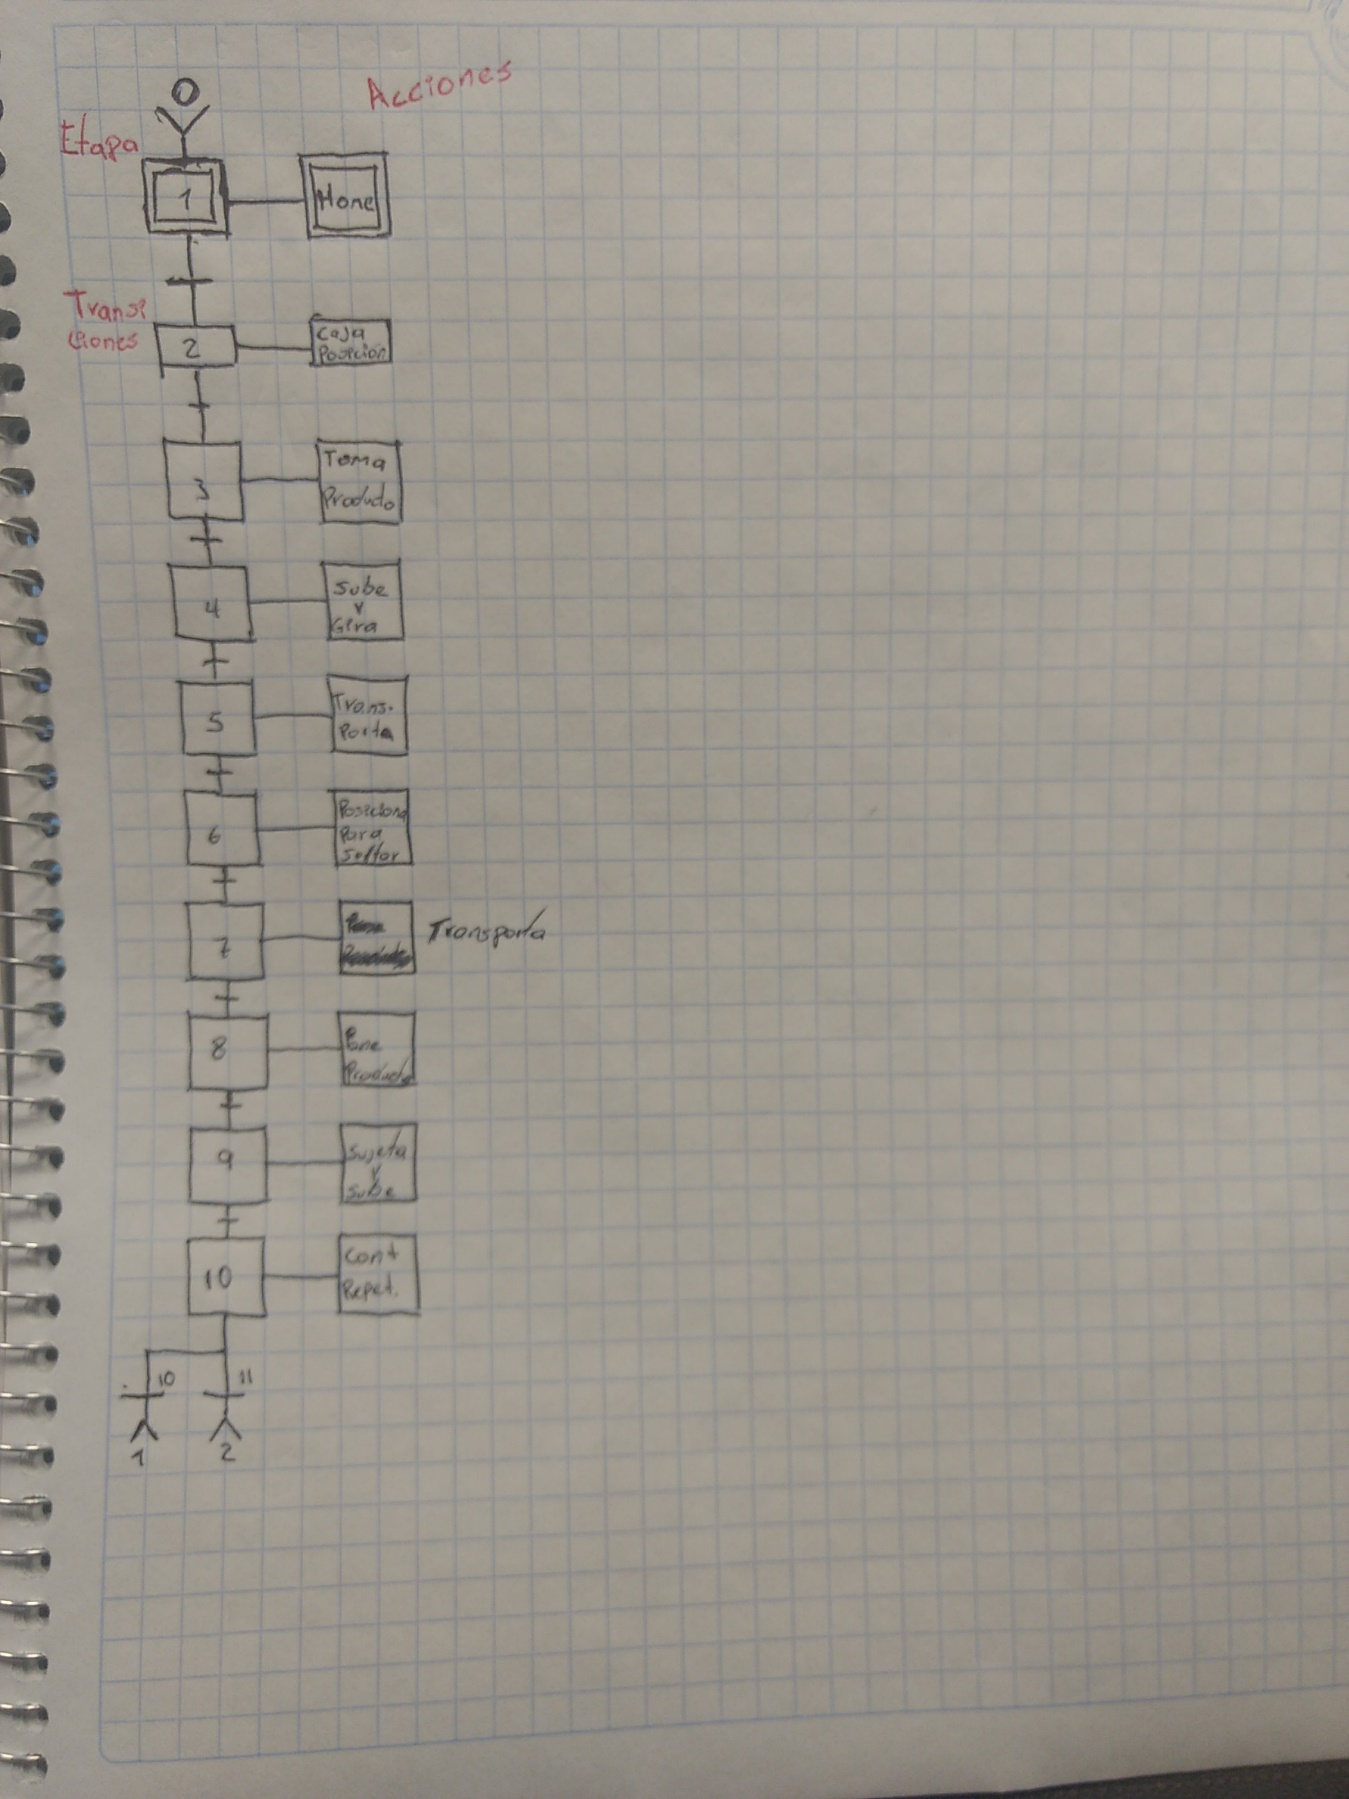 O
Acciones
Etapa
1
Home
Transi
ciones
2
Caja
Posición
3
Toma
Producto
4
Sube
y
Gira
5
Trans.
Porta
6
Posiciona
Para
Soltar
7
Transporta
8
Pone
Producto
9
Sujeta
y
Sube
10
Cont
Repet.
10
11
1
2